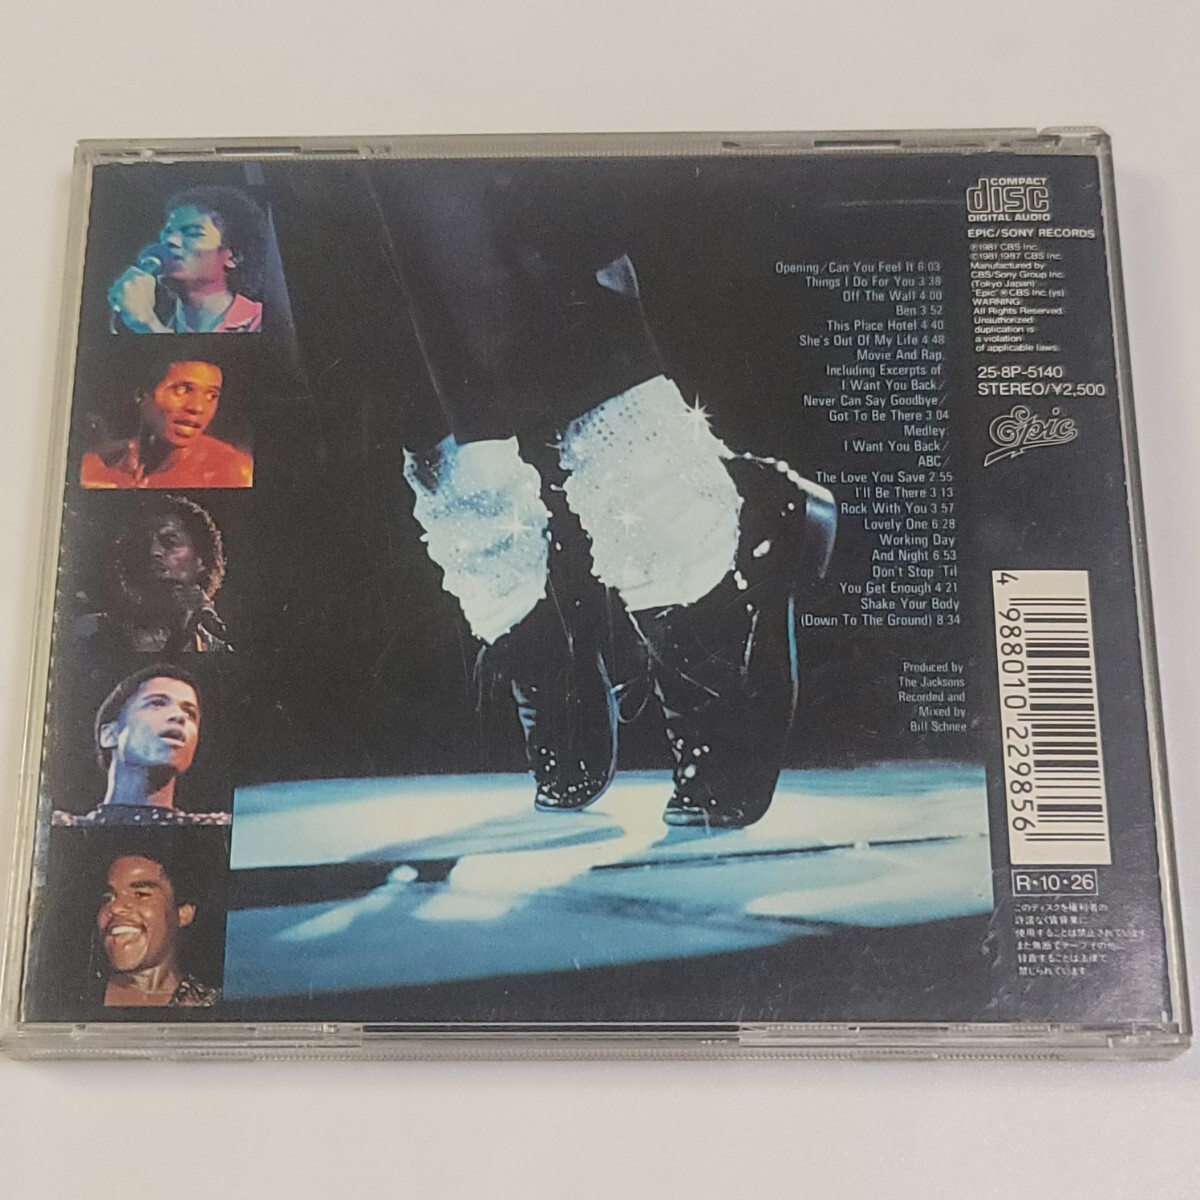 Opening/Can You Feel It 6:03
Things I Do For You 3:38
Off The Wall 4:00
Ben 3:52
This Place Hotel 4:40
She's Out Of My Life 4:48
Movie And Rap,
Including Excerpts of
I Want You Back/
Never Can Say Goodbye/
Got To Be There 3:04
Medley:
I Want You Back/
ABC/
The Love You Save 2:55
I'll Be There 3:13
Rock With You 3:57
Lovely One 6:28
Working Day
And Night 6:53
Don't Stop 'Til
You Get Enough 4:21
Shake Your Body
(Down To The Ground) 8:34
Produced by
The Jacksons
Recorded and
Mixed by
Bill Schnee
COMPACT
disc
DIGITAL AUDIO
EPIC/SONY RECORDS
℗1981 CBS Inc.
©1981,1987 CBS Inc.
Manufactured by
CBS/Sony Group Inc.
(Tokyo Japan)
"Epic" ® CBS Inc. (ys)
WARNING:
All Rights Reserved.
Unauthorized
duplication is
a violation
of applicable laws.
25·8P-5140
STEREO/¥2,500
Epic
4 988010 229856
R・10・26
このディスクを権利者の
許諾なく賃貸業に
使用することは禁止されています。
また無断でテープその他に
録音することは法律で
禁じられています。